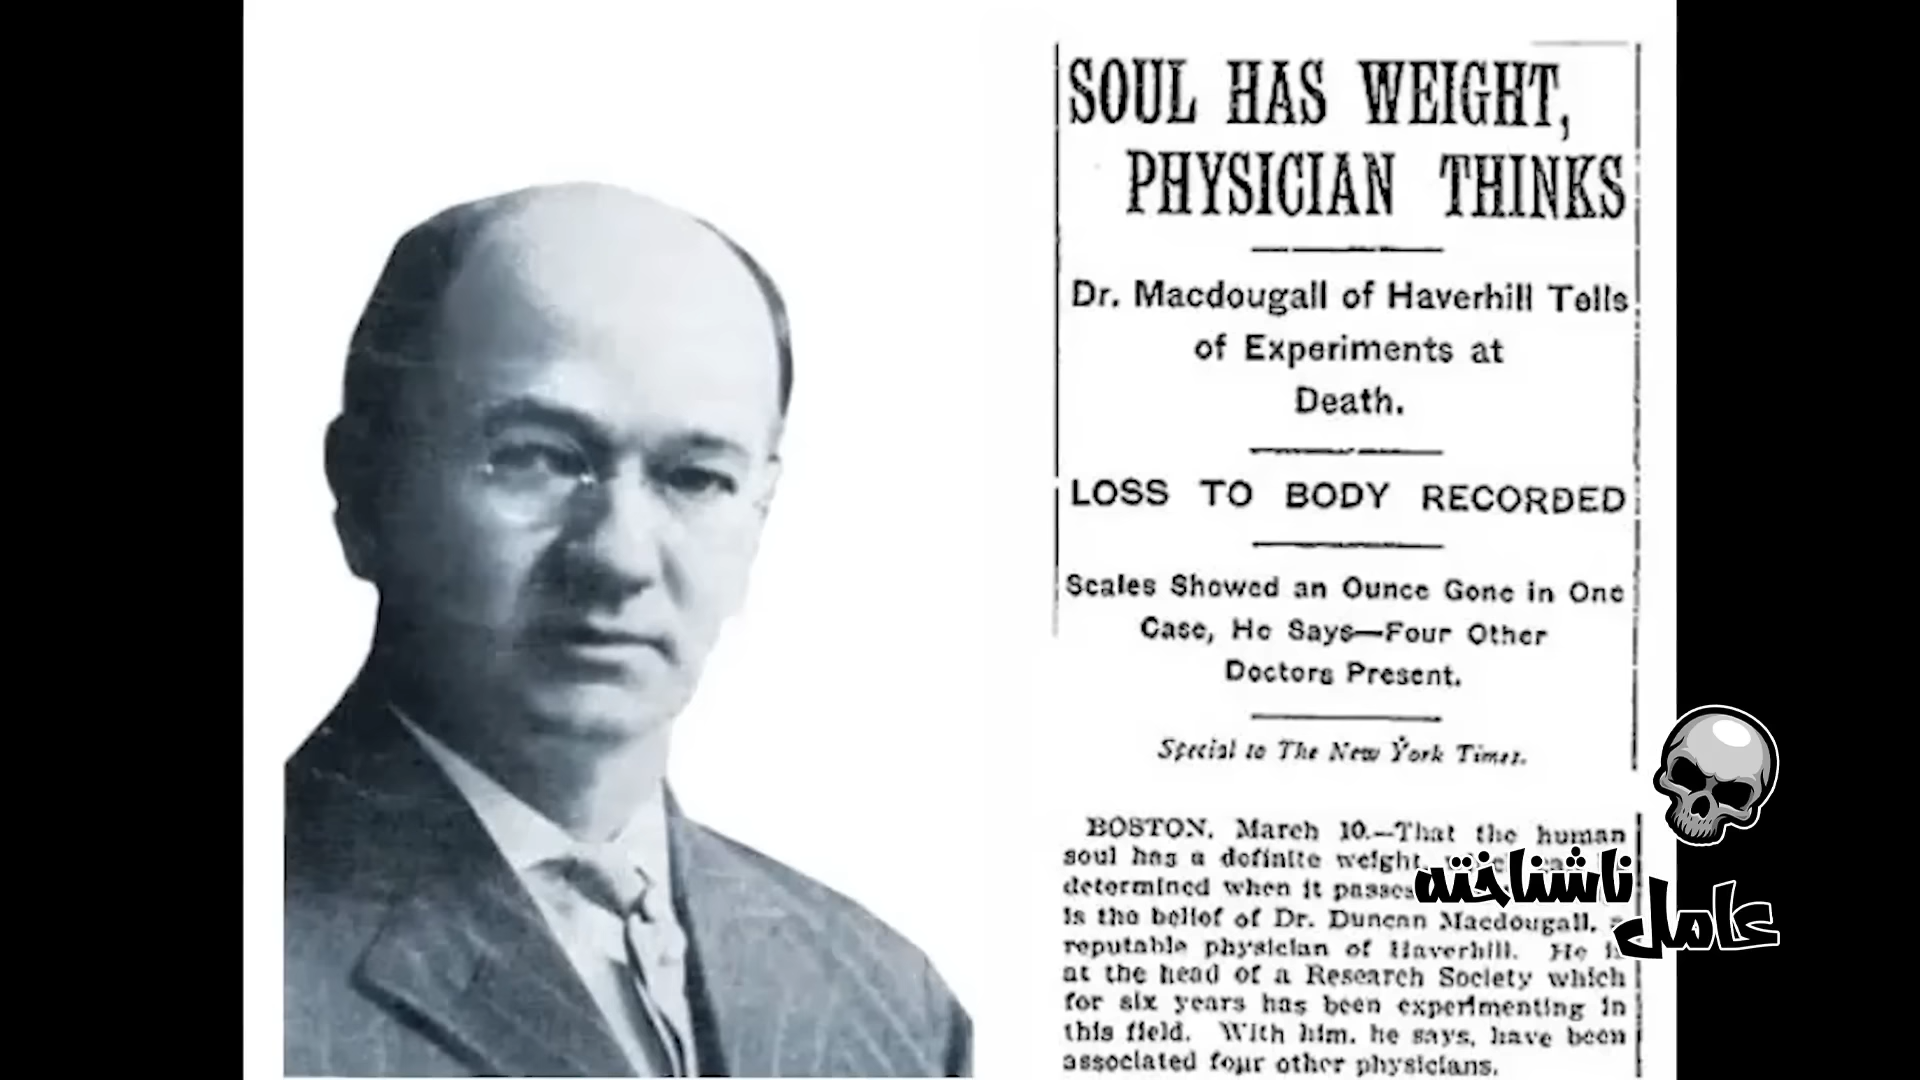 SOUL HAS WEIGHT,
PHYSICIAN THINKS
Dr. Macdougall of Haverhill Tells
of Experiments at
Death.
LOSS TO BODY RECORDED
Scales Showed an Ounce Gone in One
Case, He Says—Four Other
Doctors Present.
Special to The New York Times.
BOSTON, March 10.—That the human
soul has a definite weight,
determined when it passes
is the belief of Dr. Duncan Macdougall,
reputable physician of Haverhill. He
at the head of a Research Society which
for six years has been experimenting in
this field. With him, he says, have been
associated four other physicians.
عامل
ناشناخته